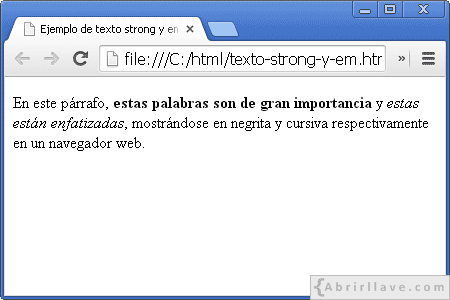 Ejemplo de texto strong y en
file:///C:/html/texto-strong-y-em.htr
»
En este párrafo, estas palabras son de gran importancia y estas
están enfatizadas, mostrándose en negrita y cursiva respectivamente
en un navegador web.
{Abrirllave.com